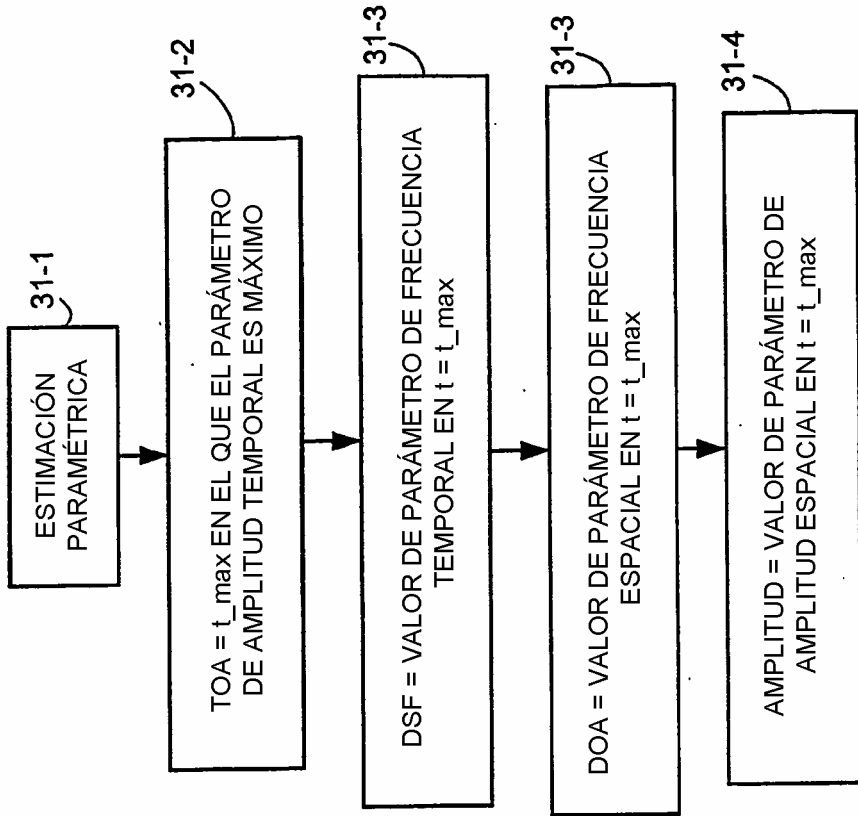 31-1
ESTIMACIÓN
PARAMÉTRICA
31-2
TOA = t_max EN EL QUE EL PARÁMETRO
DE AMPLITUD TEMPORAL ES MÁXIMO
31-3
DSF = VALOR DE PARÁMETRO DE FRECUENCIA
TEMPORAL EN t = t_max
31-3
DOA = VALOR DE PARÁMETRO DE FRECUENCIA
ESPACIAL EN t = t_max
31-4
AMPLITUD = VALOR DE PARÁMETRO DE
AMPLITUD ESPACIAL EN t = t_max